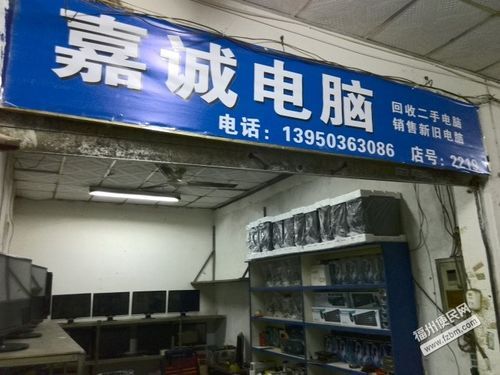 嘉诚电脑
回收二手电脑
销售新旧电脑
电话：13950363086
店号：2219
福州便民网
www.fzbm.com